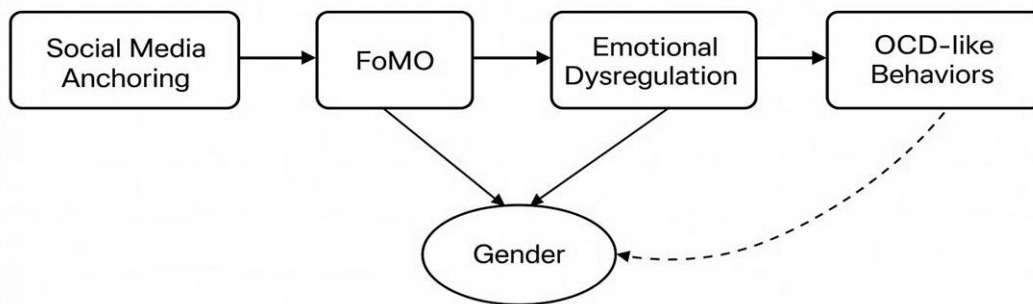 Social Media
Anchoring
FoMO
Emotional
Dysregulation
OCD-like
Behaviors
Gender